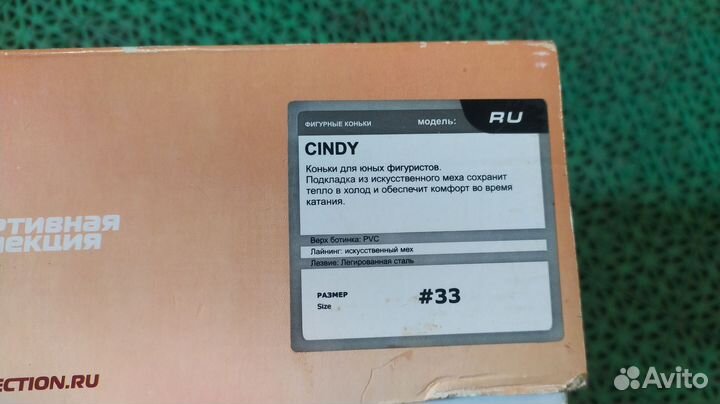 ФИГУРНЫЕ КОНЬКИ
модель:
RU
CINDY
Коньки для юных фигуристов.
Подкладка из искусственного меха сохранит
тепло в холод и обеспечит комфорт во время
катания.
Верх ботинка: PVC
Лайнинг: искусственный мех
Лезвие: Легированная сталь
РАЗМЕР
Size
#33
ртивная
лекция
ECTION.RU
Avito